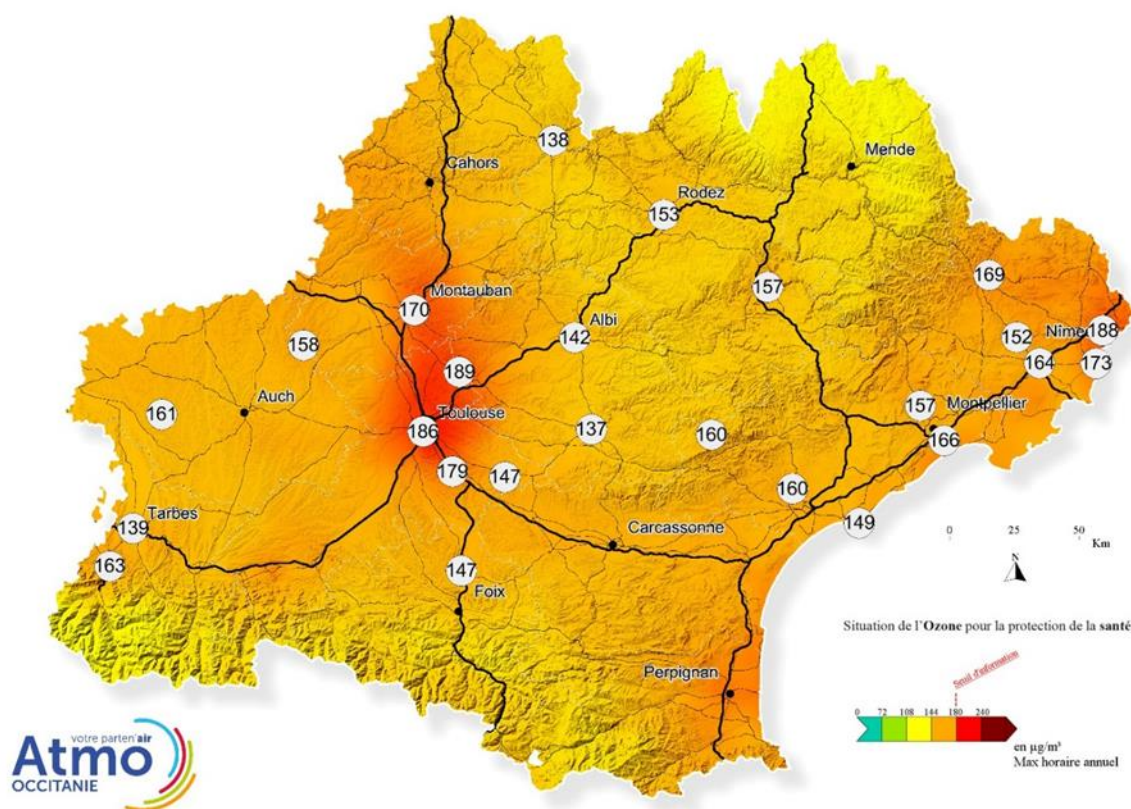 138
Cahors
Mende
Rodez
153
169
157
Montauban
170
Albi
142
158
152
Nîme
188
164
173
189
Auch
161
Toulouse
186
157
Montpellier
166
137
160
179
147
160
149
Tarbes
139
163
Carcassonne
147
Foix
Perpignan
0 25 50
Km
N
Situation de l'Ozone pour la protection de la santé
Seuil d'information
0 72 108 144 180 240
en µg/m³
Max horaire annuel
votre parten'air
Atmo
OCCITANIE